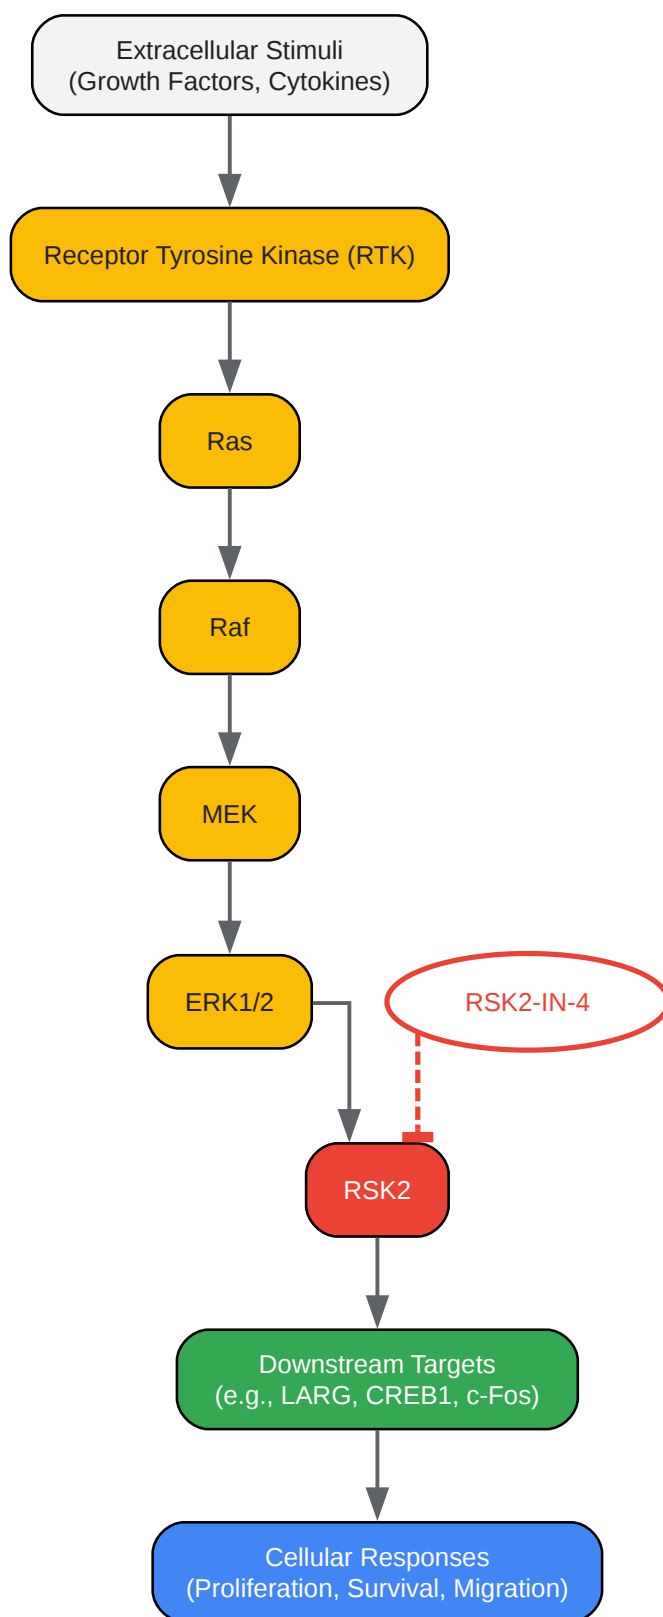 Extracellular Stimuli
(Growth Factors, Cytokines)
Receptor Tyrosine Kinase (RTK)
Ras
Raf
MEK
ERK1/2
RSK2-IN-4
RSK2
Downstream Targets
(e.g., LARG, CREB1, c-Fos)
Cellular Responses
(Proliferation, Survival, Migration)